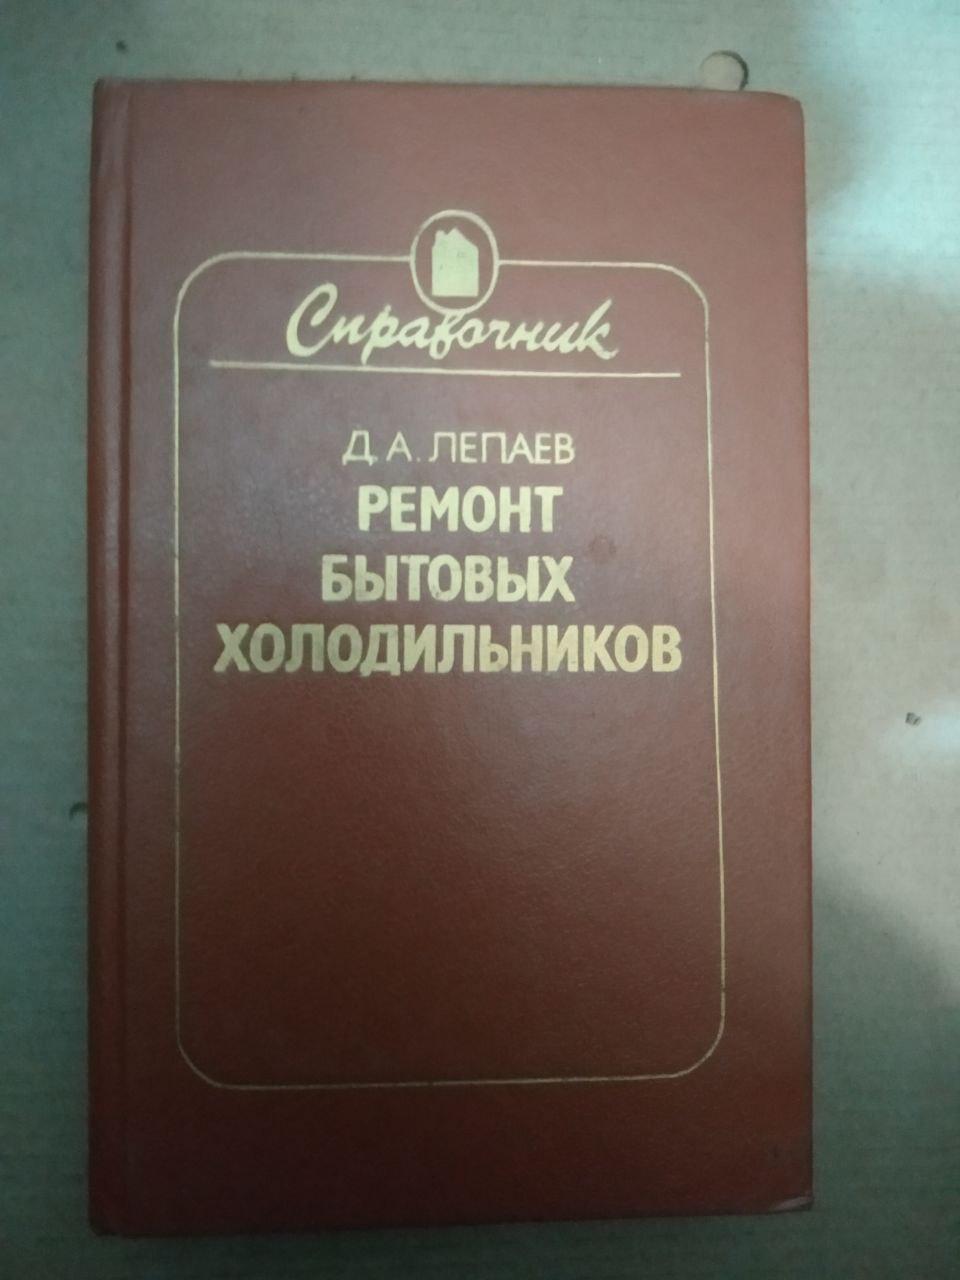 Справочник
Д.А. ЛЕПАЕВ
РЕМОНТ
БЫТОВЫХ
ХОЛОДИЛЬНИКОВ